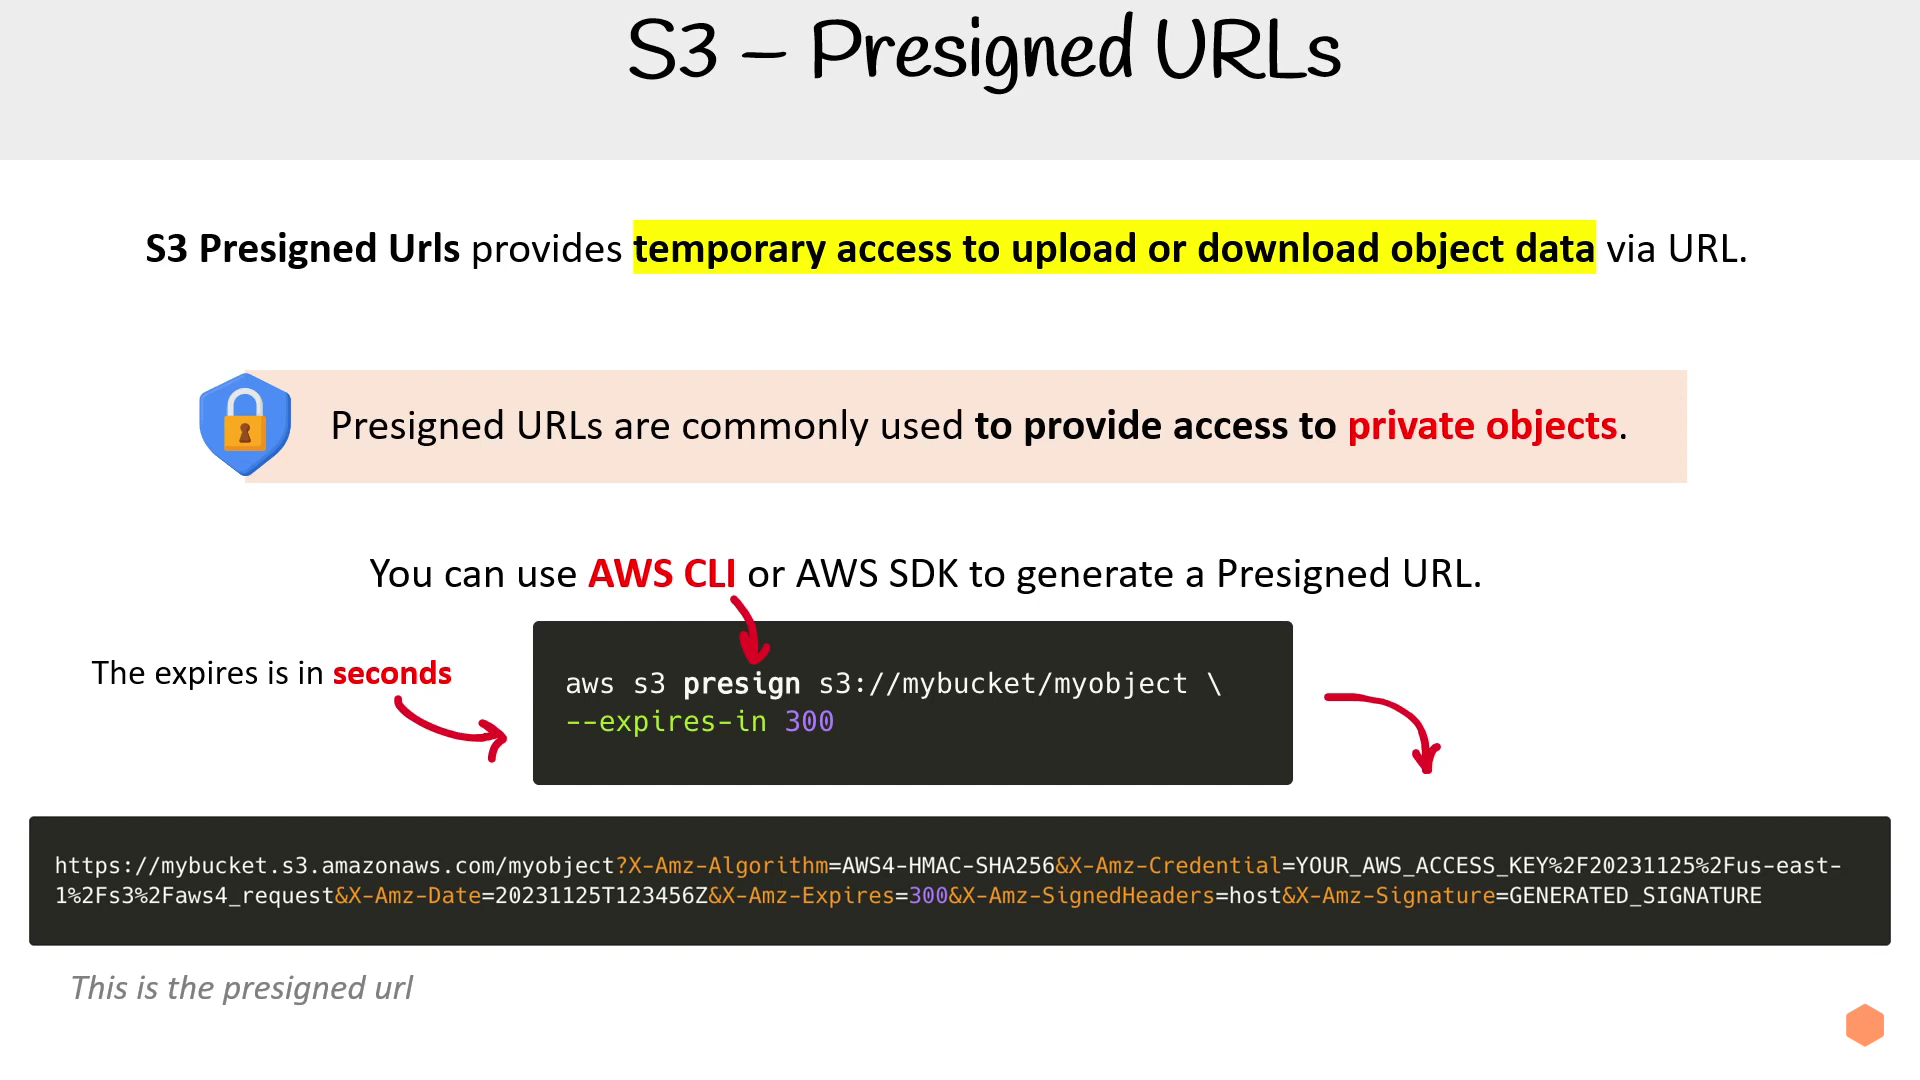 S3 – Presigned URLs
S3 Presigned Urls provides temporary access to upload or download object data via URL.
Presigned URLs are commonly used to provide access to private objects.
You can use AWS CLI or AWS SDK to generate a Presigned URL.
The expires is in seconds
aws s3 presign s3://mybucket/myobject \
--expires-in 300
https://mybucket.s3.amazonaws.com/myobject?X-Amz-Algorithm=AWS4-HMAC-SHA256&X-Amz-Credential=YOUR_AWS_ACCESS_KEY%2F20231125%2Fus-east-
1%2Fs3%2Faws4_request&X-Amz-Date=20231125T123456Z&X-Amz-Expires=300&X-Amz-SignedHeaders=host&X-Amz-Signature=GENERATED_SIGNATURE
This is the presigned url